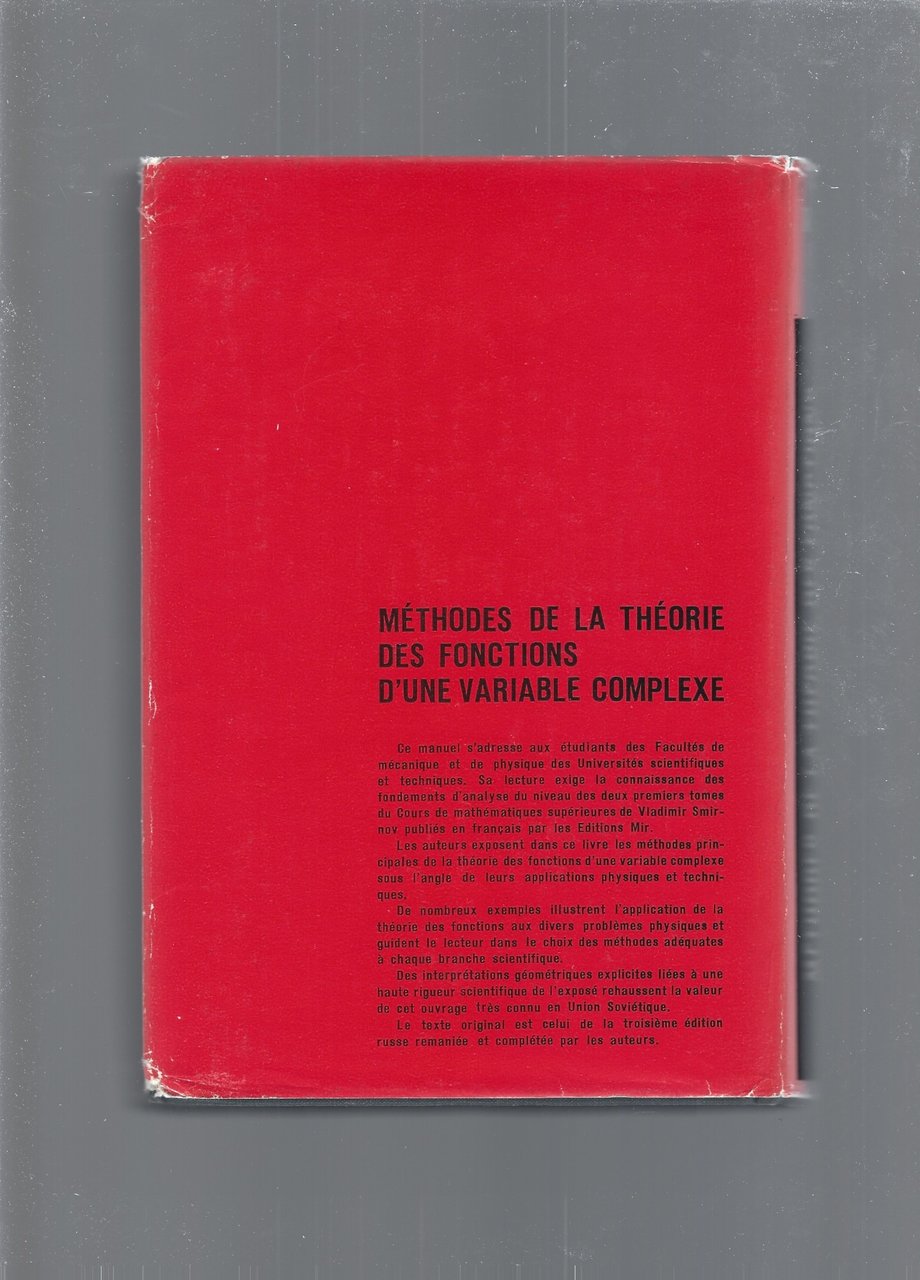 MÉTHODES DE LA THÉORIE
DES FONCTIONS
D'UNE VARIABLE COMPLEXE
Ce manuel s'adresse aux étudiants des Facultés de
mécanique et de physique des Universités scientifiques
et techniques. Sa lecture exige la connaissance des
fondements d'analyse du niveau des deux premiers tomes
du Cours de mathématiques supérieures de Vladimir Smir-
nov publiés en français par les Editions Mir.
Les auteurs exposent dans ce livre les méthodes prin-
cipales de la théorie des fonctions d'une variable complexe
sous l'angle de leurs applications physiques et techni-
ques.
De nombreux exemples illustrent l'application de la
théorie des fonctions aux divers problèmes physiques et
guident le lecteur dans le choix des méthodes adéquates
à chaque branche scientifique.
Des interprétations géométriques explicites liées à une
haute rigueur scientifique de l'exposé rehaussent la valeur
de cet ouvrage très connu en Union Soviétique.
Le texte original est celui de la troisième édition
russe remaniée et complétée par les auteurs.